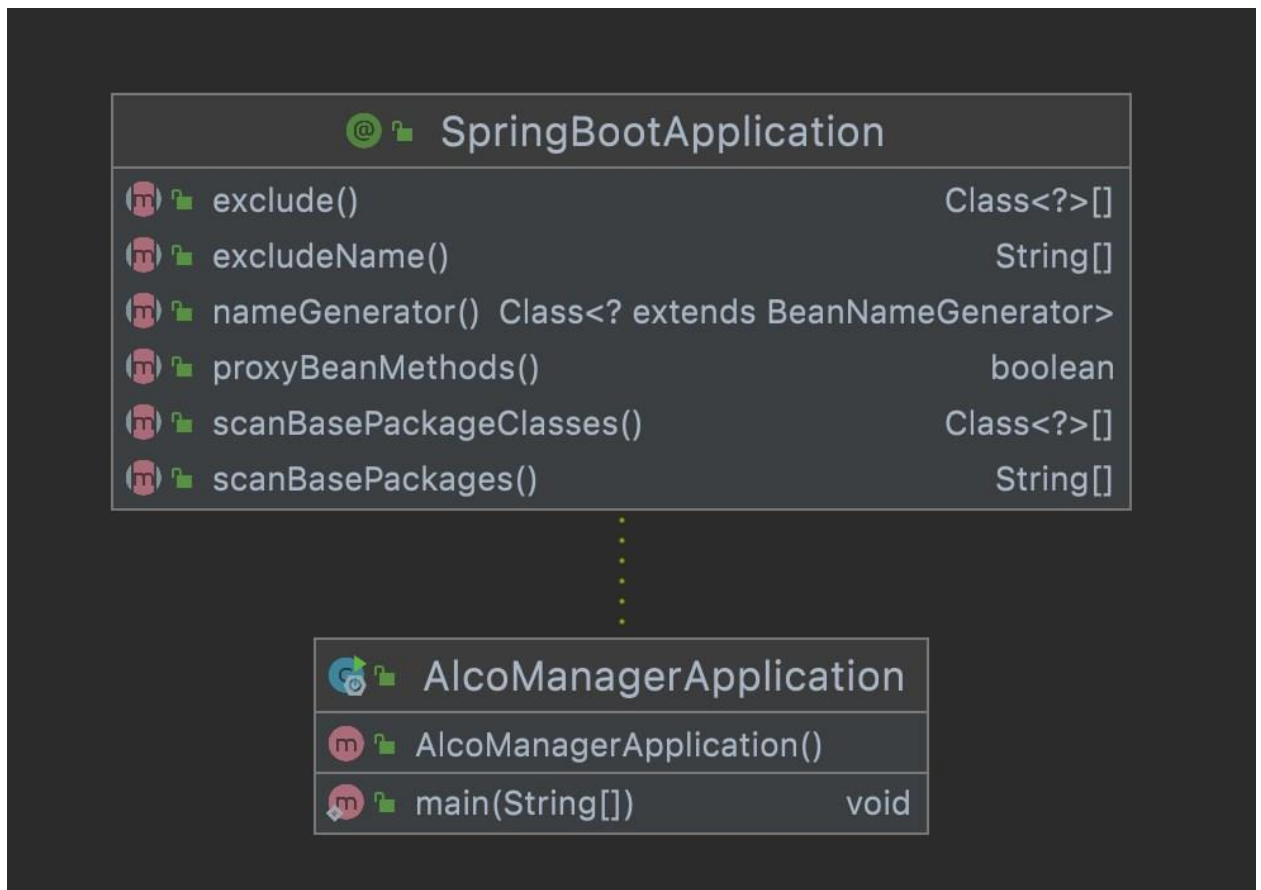 SpringBootApplication
exclude() Class<?>[]
excludeName() String[]
nameGenerator() Class<? extends BeanNameGenerator>
proxyBeanMethods() boolean
scanBasePackageClasses() Class<?>[]
scanBasePackages() String[]
AlcoManagerApplication
AlcoManagerApplication()
main(String[]) void